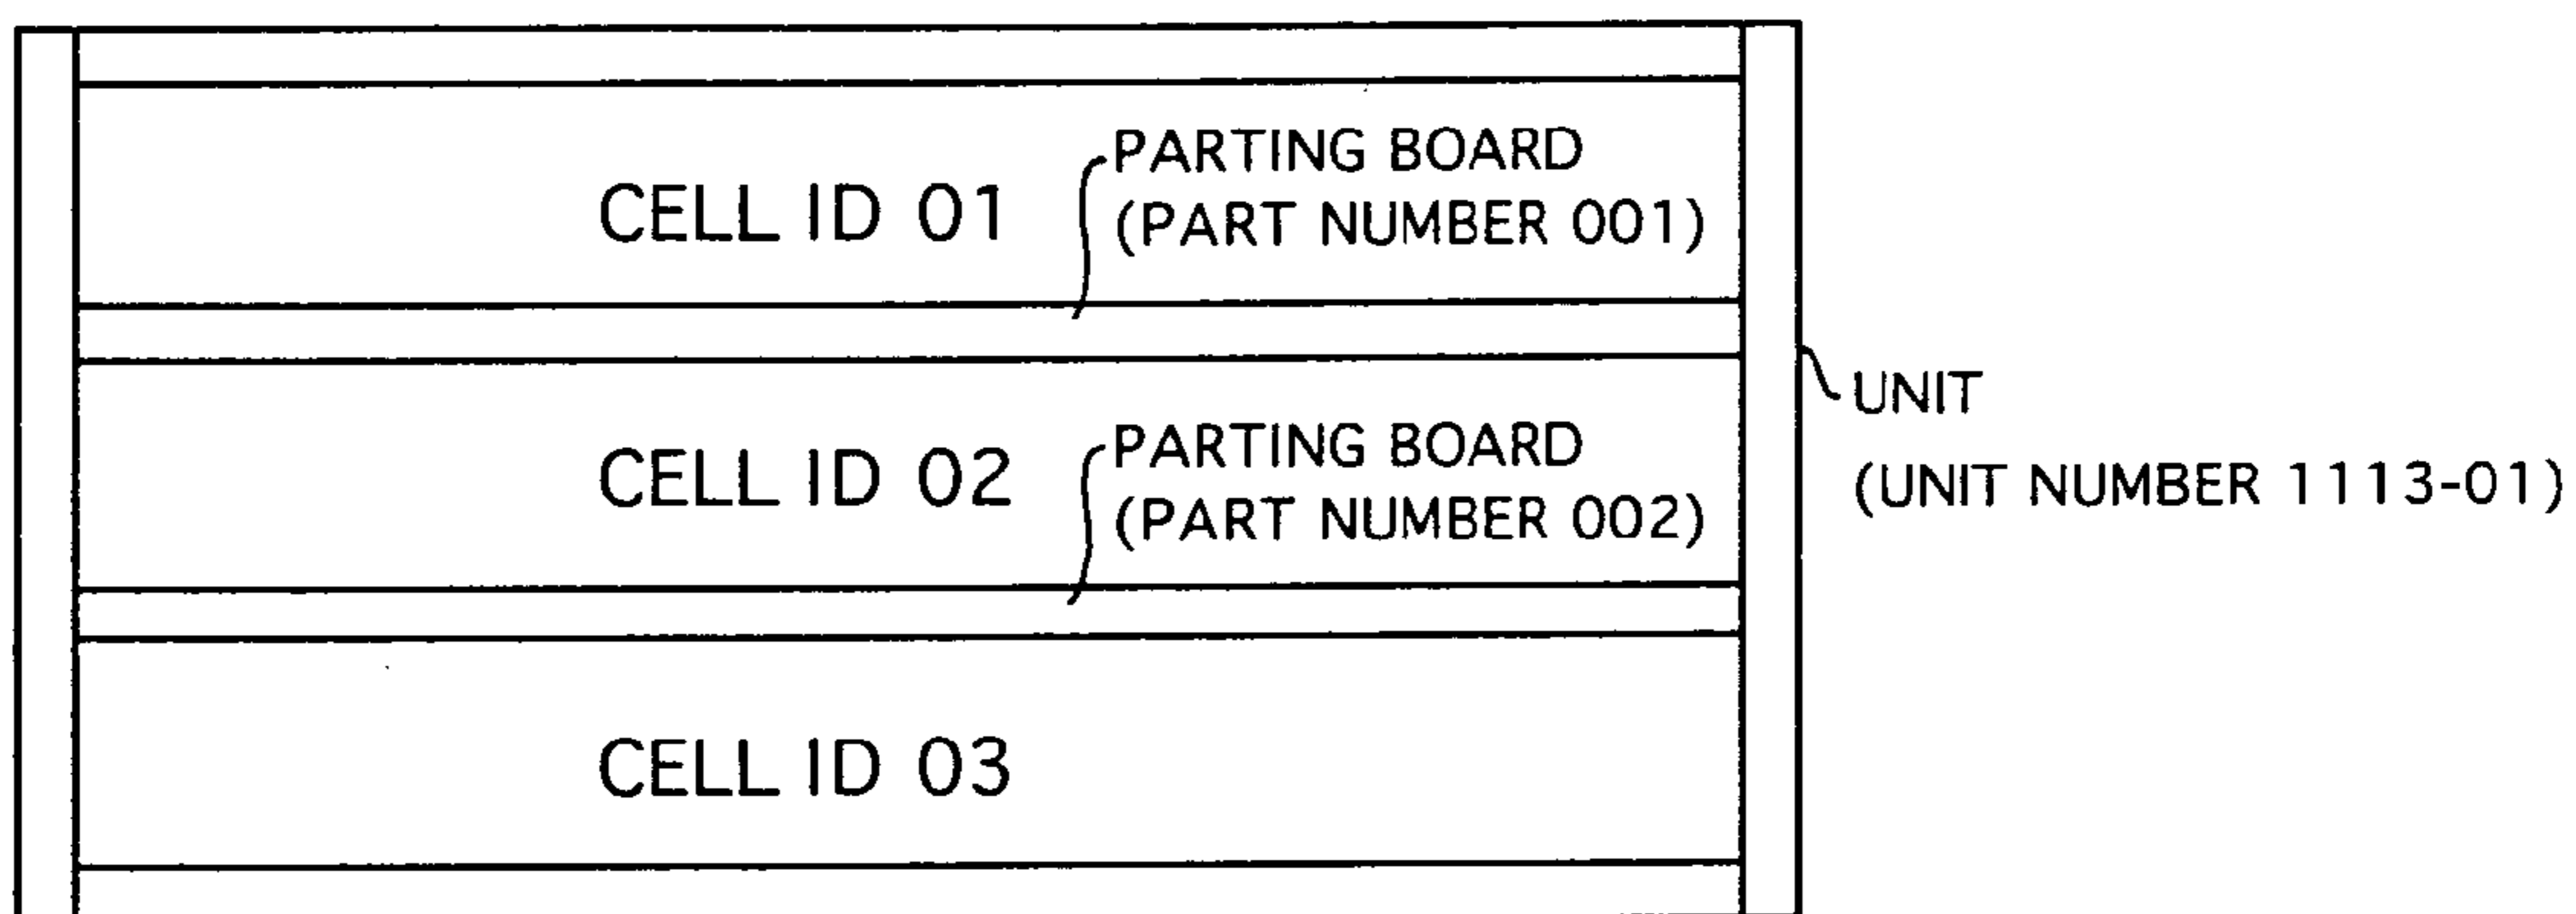 CELL ID 01
PARTING BOARD
(PART NUMBER 001)
CELL ID 02
PARTING BOARD
(PART NUMBER 002)
UNIT
(UNIT NUMBER 1113-01)
CELL ID 03